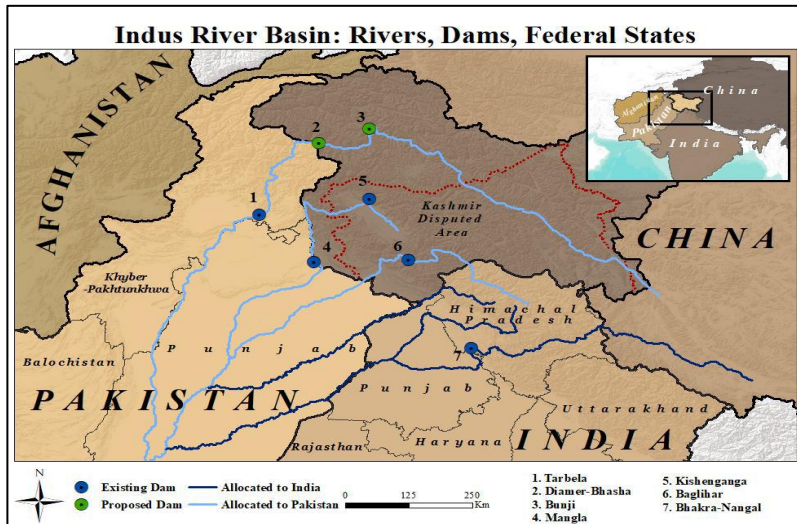 Indus River Basin: Rivers, Dams, Federal States
AFGHANISTAN
China
Afghanistan
Pakistan
India
3
2
1
5
Kashmir
Disputed
Area
CHINA
4
6
Khyber
-Pakhtunkhwa
Himachal
Pradesh
Balochistan
Punjab
7
PAKISTAN
Punjab
Uttarakhand
Rajasthan
Haryana
INDIA
N
Existing Dam
Allocated to India
Proposed Dam
Allocated to Pakistan
0 125 250
Km
1. Tarbela
2. Diamer-Bhasha
3. Bunji
4. Mangla
5. Kishenganga
6. Baglihar
7. Bhakra-Nangal